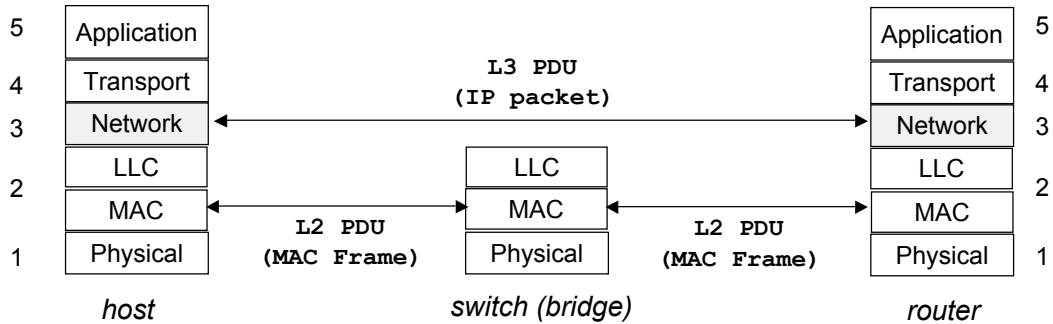 5
Application
4
Transport
3
Network
2
LLC
MAC
1
Physical
host
L3 PDU
(IP packet)
L2 PDU
(MAC Frame)
LLC
MAC
Physical
switch (bridge)
L2 PDU
(MAC Frame)
Application
5
Transport
4
Network
3
LLC
2
MAC
Physical
1
router